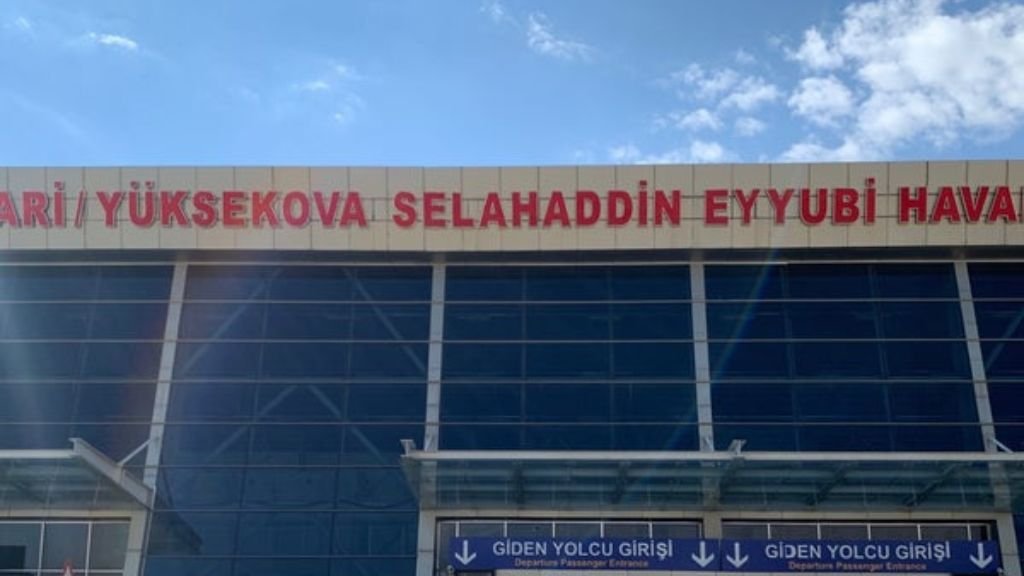 ARİ / YÜKSEKOVA SELAHADDİN EYYUBİ HAVA
GİDEN YOLCU GİRİŞİ
Departure Passenger Entrance
GİDEN YOLCU GİRİŞİ
Departure Passenger Entrance